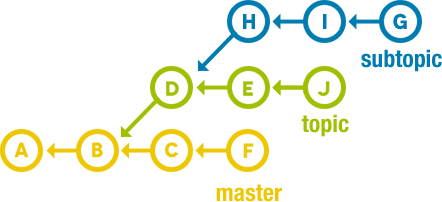 H I G
subtopic
D E J
topic
A B C F
master